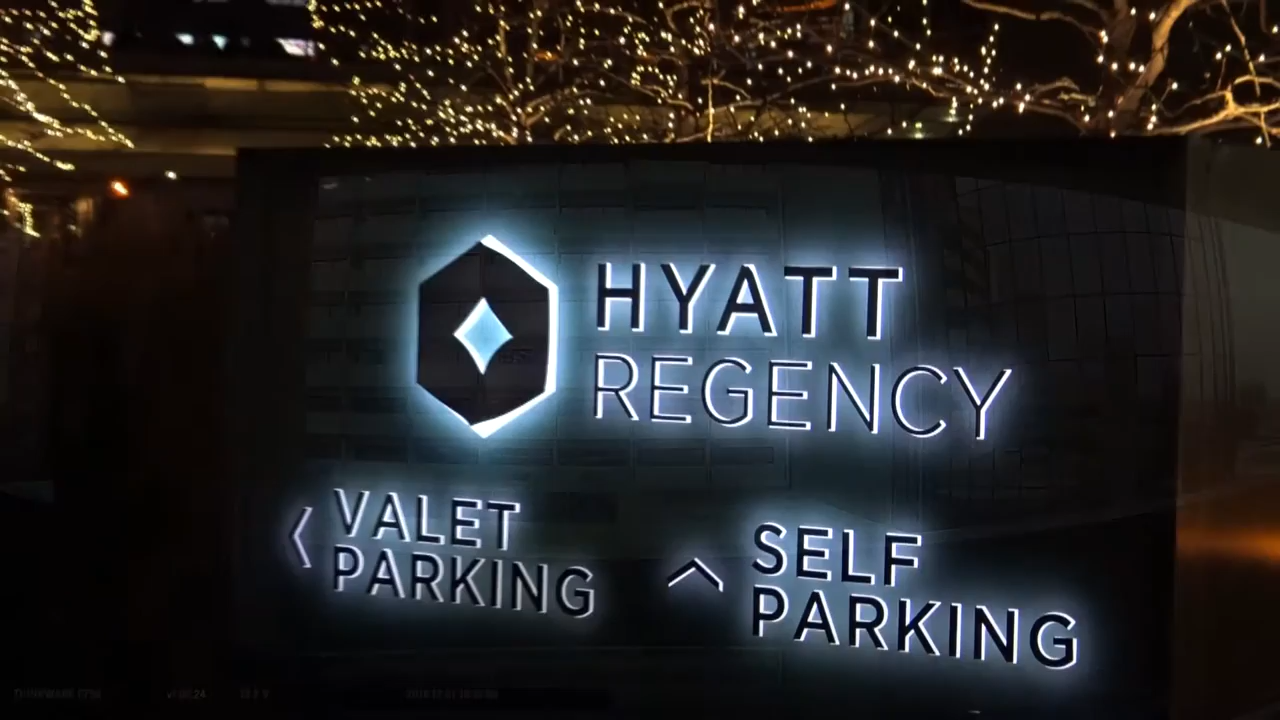 HYATT
REGENCY
VALET
PARKING
SELF
PARKING